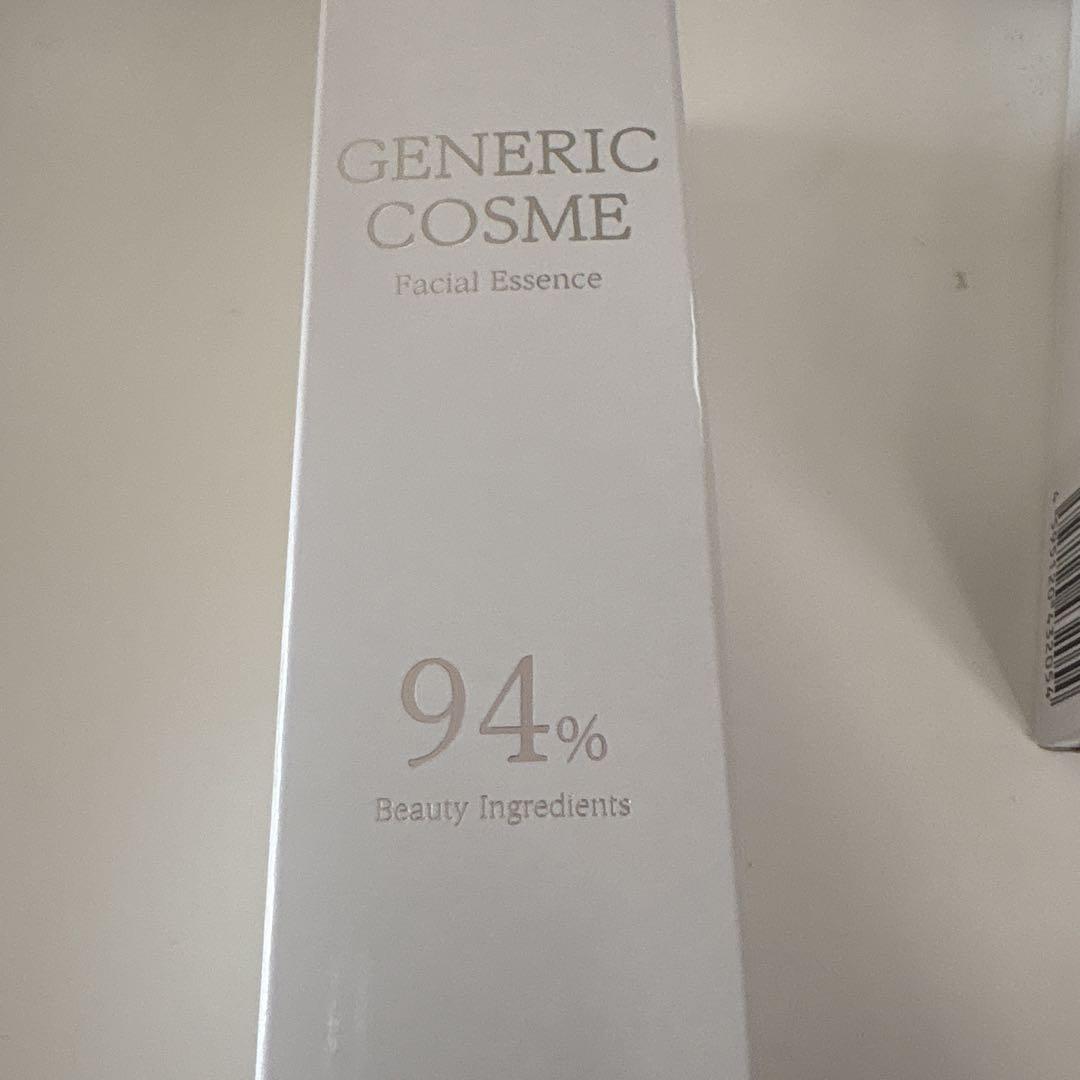 GENERIC
COSME
Facial Essence
94%
Beauty Ingredients